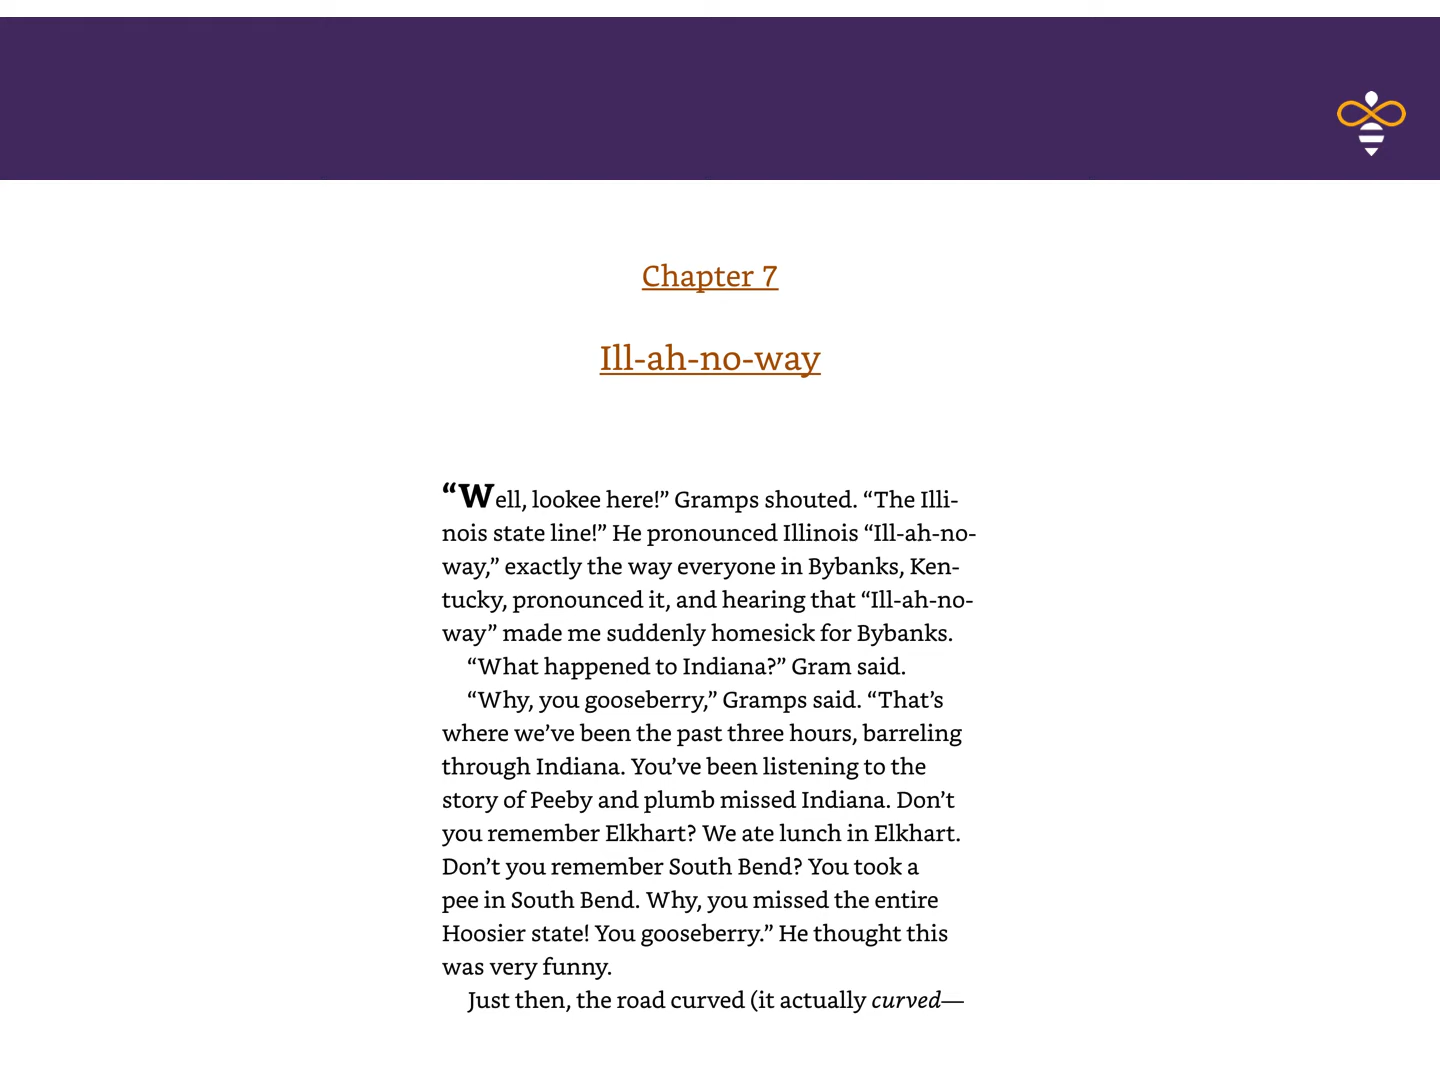 Chapter 7
Ill-ah-no-way
“Well, lookee here!” Gramps shouted. “The Illi-
nois state line!” He pronounced Illinois “Ill-ah-no-
way,” exactly the way everyone in Bybanks, Ken-
tucky, pronounced it, and hearing that “Ill-ah-no-
way” made me suddenly homesick for Bybanks.
“What happened to Indiana?” Gram said.
“Why, you gooseberry,” Gramps said. “That’s
where we’ve been the past three hours, barreling
through Indiana. You’ve been listening to the
story of Peeby and plumb missed Indiana. Don’t
you remember Elkhart? We ate lunch in Elkhart.
Don’t you remember South Bend? You took a
pee in South Bend. Why, you missed the entire
Hoosier state! You gooseberry.” He thought this
was very funny.
Just then, the road curved (it actually curved—